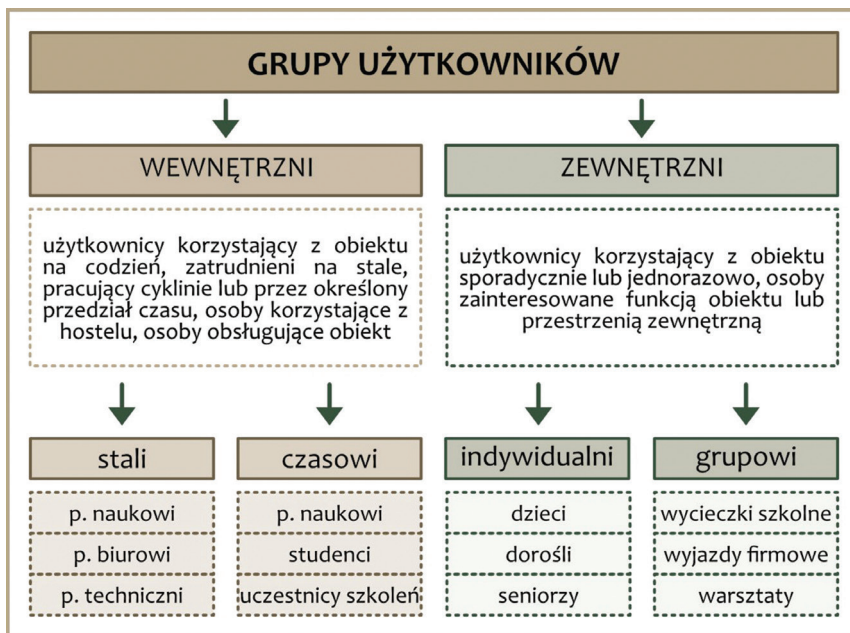 GRUPY UŻYTKOWNIKÓW
WEWNĘTRZNI
użytkownicy korzystający z obiektu
na codzień, zatrudnieni na stale,
pracujący cyklinie lub przez określony
przedział czasu, osoby korzystające z
hostelu, osoby obsługujące obiekt
ZEWNĘTRZNI
użytkownicy korzystający z obiektu
sporadycznie lub jednorazowo, osoby
zainteresowane funkcją obiektu lub
przestrzenią zewnętrzną
stali
p. naukowi
p. biurowi
p. techniczni
czasowi
p. naukowi
studenci
uczestnicy szkoleń
indywidualni
dzieci
dorośli
seniorzy
grupowi
wycieczki szkolne
wyjazdy firmowe
warsztaty